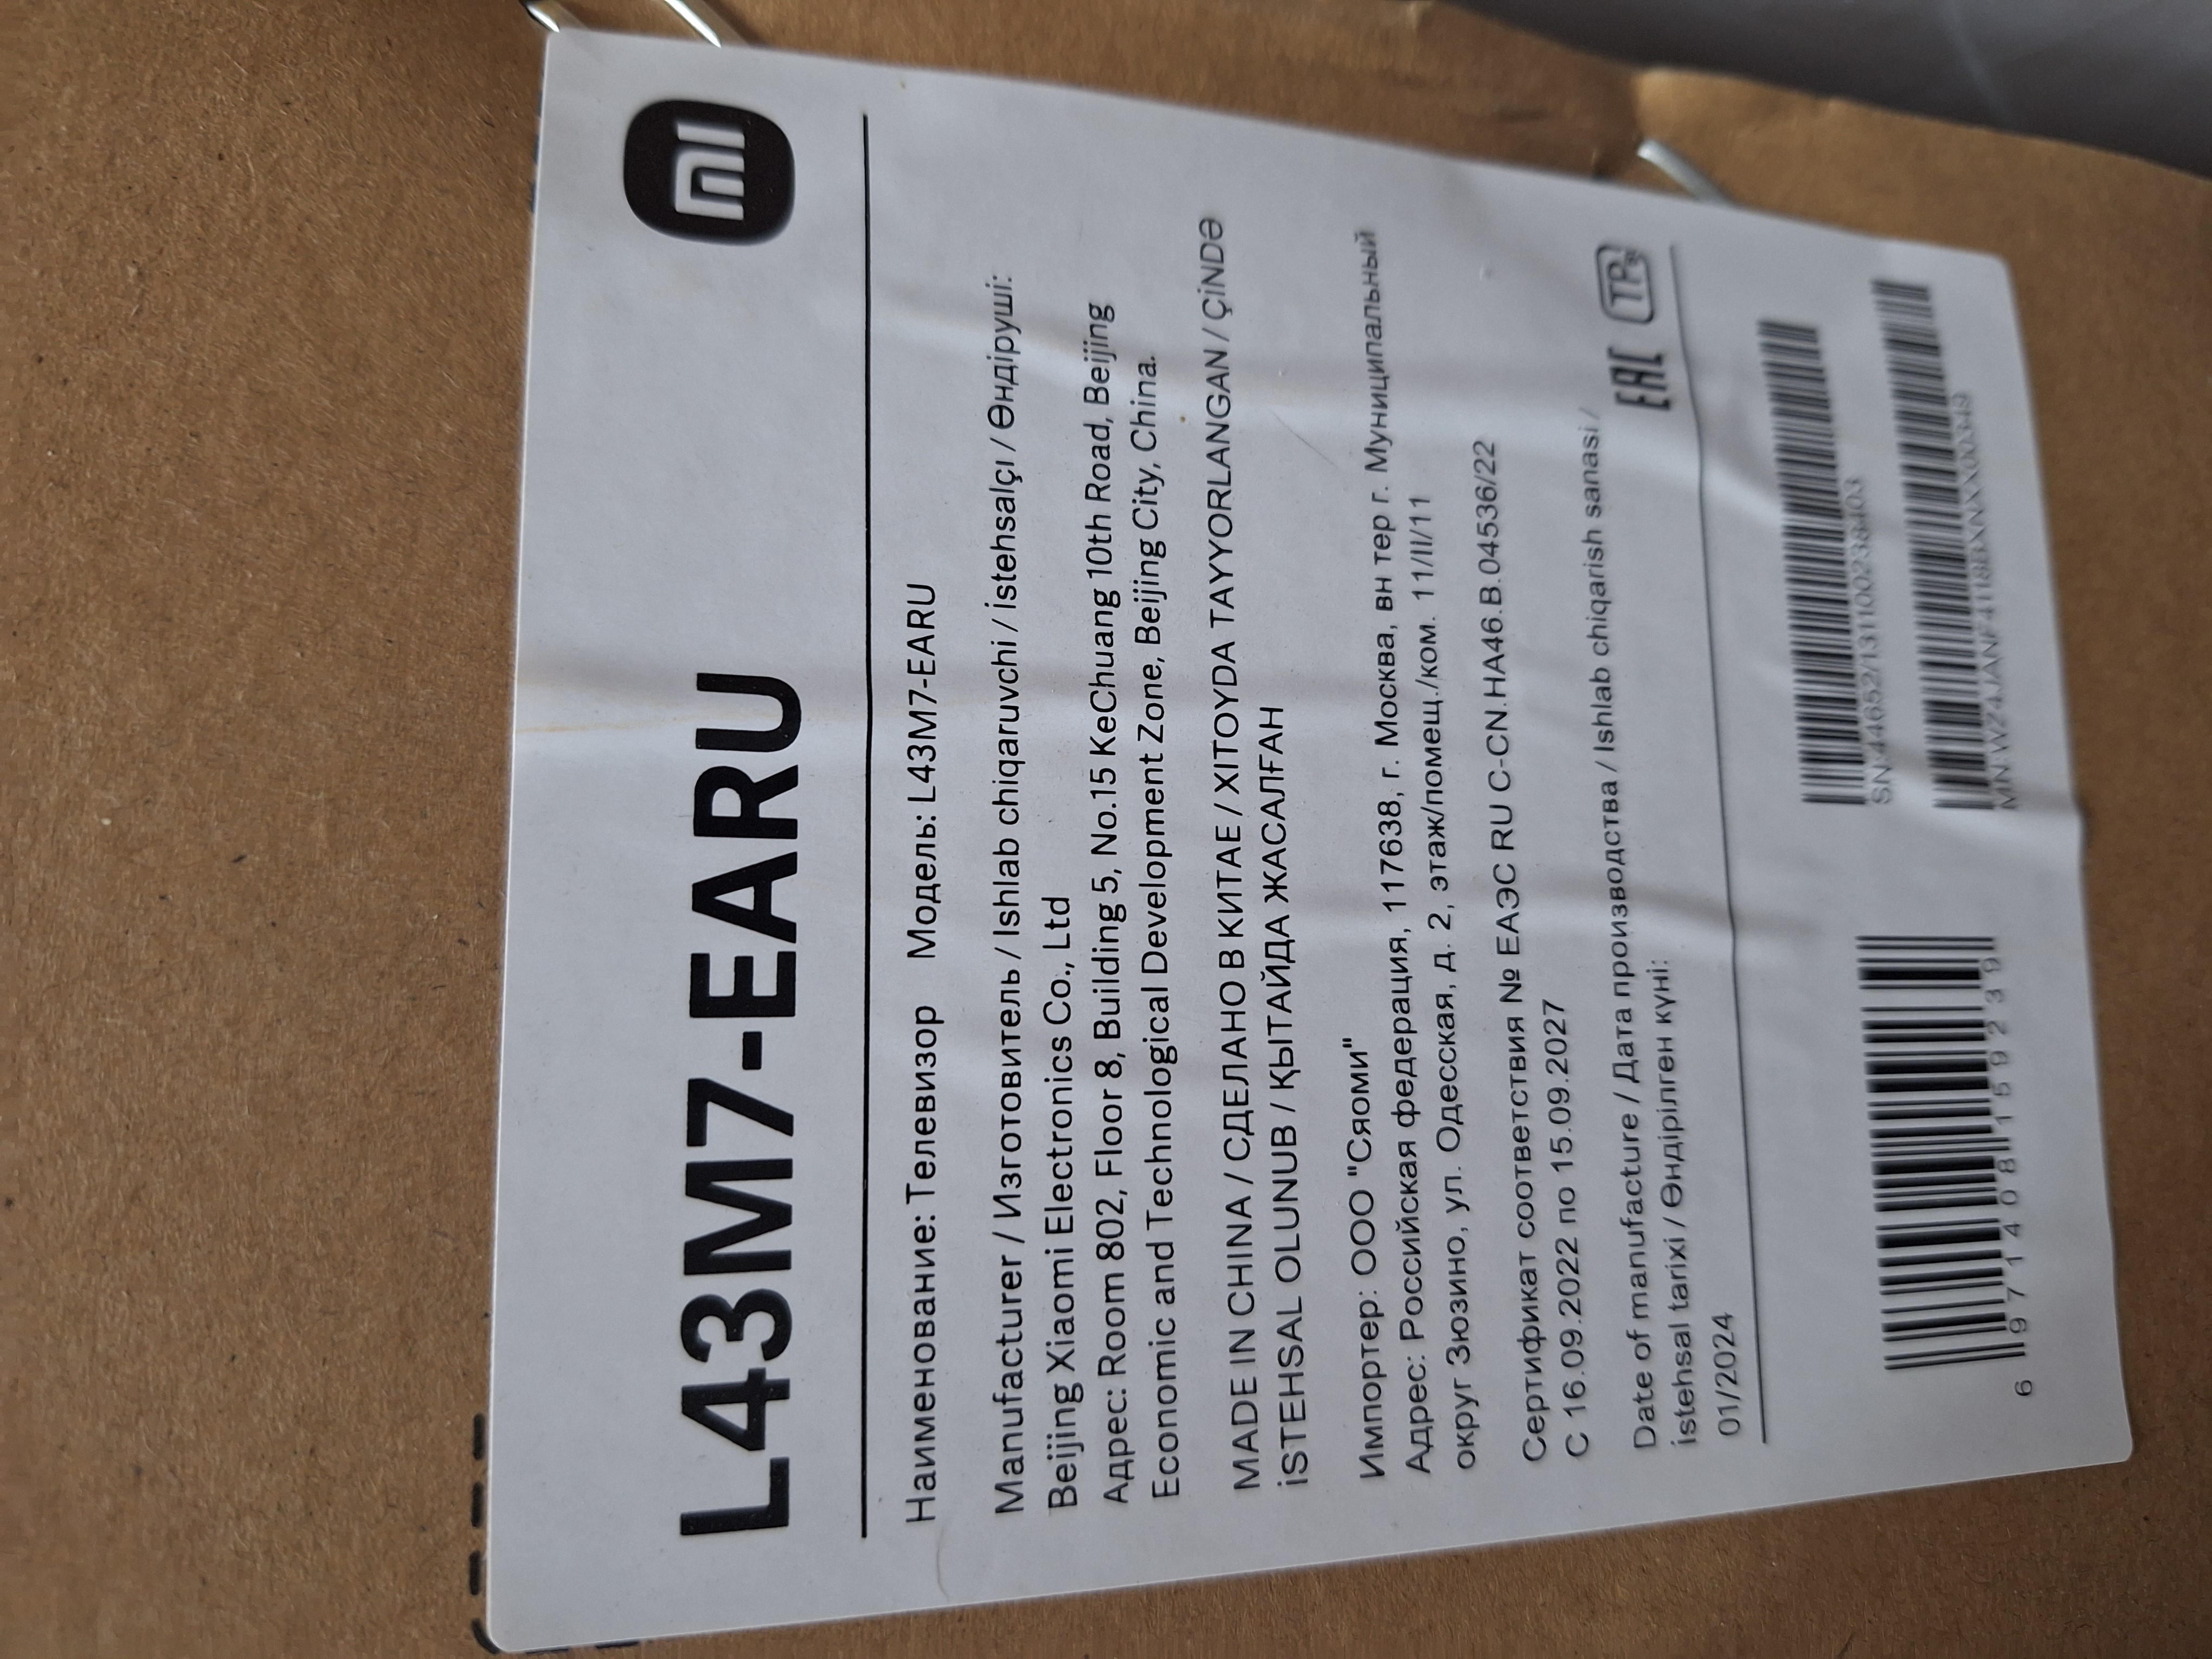 L43M7-EARU
Наименование: Телевизор Модель: L43M7-EARU
Manufacturer / Изготовитель / Ishlab chiqaruvchi / İstehsalçı / Өндіруші:
Beijing Xiaomi Electronics Co., Ltd
Адрес: Room 802, Floor 8, Building 5, No.15 KeChuang 10th Road, Beijing
Economic and Technological Development Zone, Beijing City, China.
MADE IN CHINA / СДЕЛАНО В КИТАЕ / XITOYDA TAYYORLANGAN / ÇİNDƏ
İSTEHSAL OLUNUB / ҚЫТАЙДА ЖАСАЛҒАН
Импортер: ООО "Сяоми"
Адрес: Российская федерация, 117638, г. Москва, вн тер г. Муниципальный
округ Зюзино, ул. Одесская, д. 2, этаж/помещ./ком. 11/II/11
Сертификат соответствия № ЕАЭС RU C-CN.HA46.B.04536/22
С 16.09.2022 по 15.09.2027
Date of manufacture / Дата производства / Ishlab chiqarish sanasi /
İstehsal tarixi / Өндірілген күні:
01/2024
EAC TP
6 971408 159239